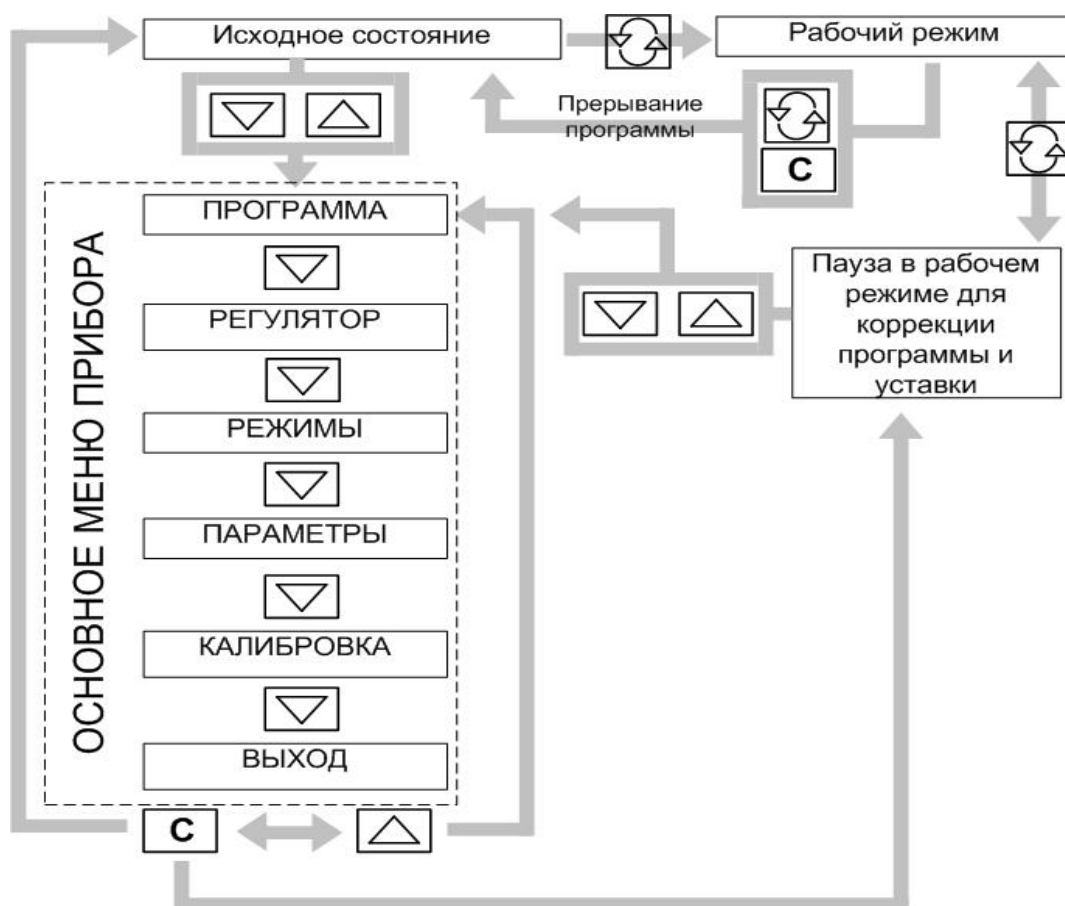 Исходное состояние
Рабочий режим
Прерывание
программы
С
ОСНОВНОЕ МЕНЮ ПРИБОРА
ПРОГРАММА
РЕГУЛЯТОР
РЕЖИМЫ
ПАРАМЕТРЫ
КАЛИБРОВКА
ВЫХОД
Пауза в рабочем
режиме для
коррекции
программы и
уставки
С